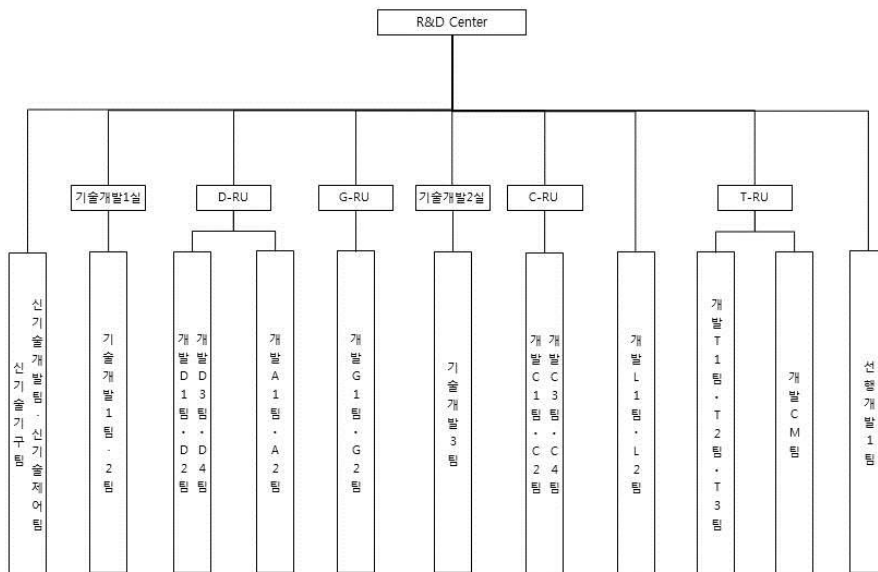 R&D Center
기술개발1실
D-RU
G-RU
기술개발2실
C-RU
T-RU
신기술개발팀·신기술제어팀
신기술기구팀
기술개발1팀·2팀
개발D3팀·D4팀
개발D1팀·D2팀
개발A1팀·A2팀
개발G1팀·G2팀
기술개발3팀
개발C3팀·C4팀
개발C1팀·C2팀
개발L1팀·L2팀
개발T1팀·T2팀·T3팀
개발CM팀
선행개발1팀